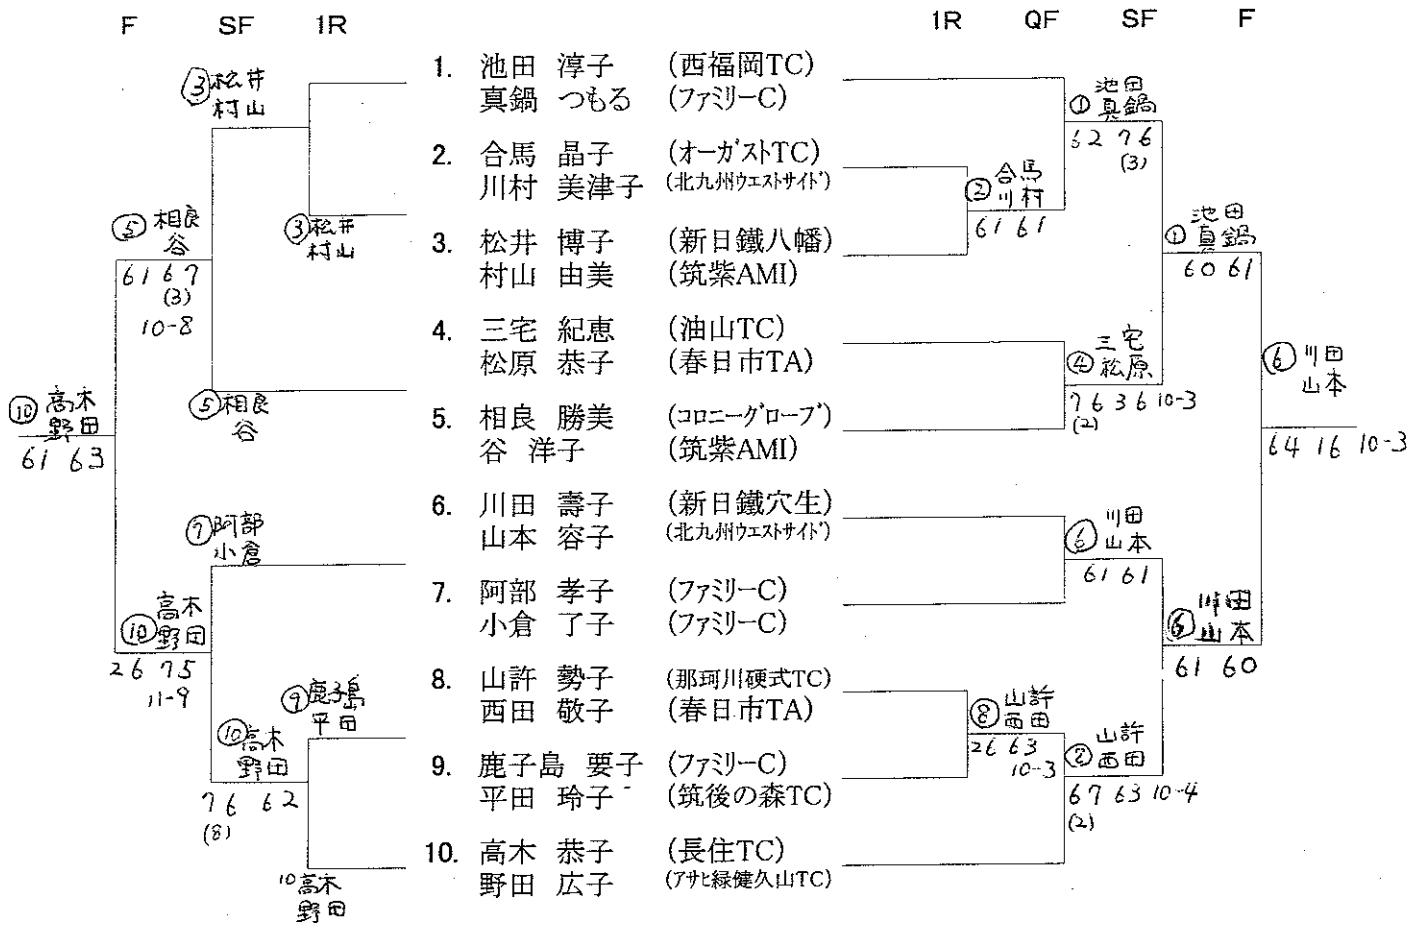 F SF 1R 1R QF SF F
1. 池田 淳子 (西福岡TC)
真鍋 つもる (ファミリーC)
2. 合馬 晶子 (オーガストTC)
川村 美津子 (北九州ウエストサイド)
3. 松井 博子 (新日鐵八幡)
村山 由美 (筑紫AMI)
4. 三宅 紀恵 (油山TC)
松原 恭子 (春日市TA)
5. 相良 勝美 (コロニーグローブ)
谷 洋子 (筑紫AMI)
6. 川田 壽子 (新日鐵穴生)
山本 容子 (北九州ウエストサイド)
7. 阿部 孝子 (ファミリーC)
小倉 了子 (ファミリーC)
8. 山許 勢子 (那珂川硬式TC)
西田 敬子 (春日市TA)
9. 鹿子島 要子 (ファミリーC)
平田 玲子 (筑後の森TC)
10. 高木 恭子 (長住TC)
野田 広子 (アサヒ緑健久山TC)
③松井
村山
③松井
村山
⑤相良
谷
61 67
(3)
10-8
⑤相良
谷
⑩高木
野田
61 63
⑦阿部
小倉
⑩高木
野田
26 75
11-9
⑨鹿子島
平田
⑩高木
野田
76 62
(8)
10高木
野田
①池田
真鍋
62 76
(3)
②合馬
川村
61 61
①池田
真鍋
60 61
④三宅
松原
76 36 10-3
(2)
⑥川田
山本
64 16 10-3
⑥川田
山本
61 61
⑥川田
山本
61 60
⑧山許
西田
26 63
10-3
⑧山許
西田
67 63 10-4
(2)